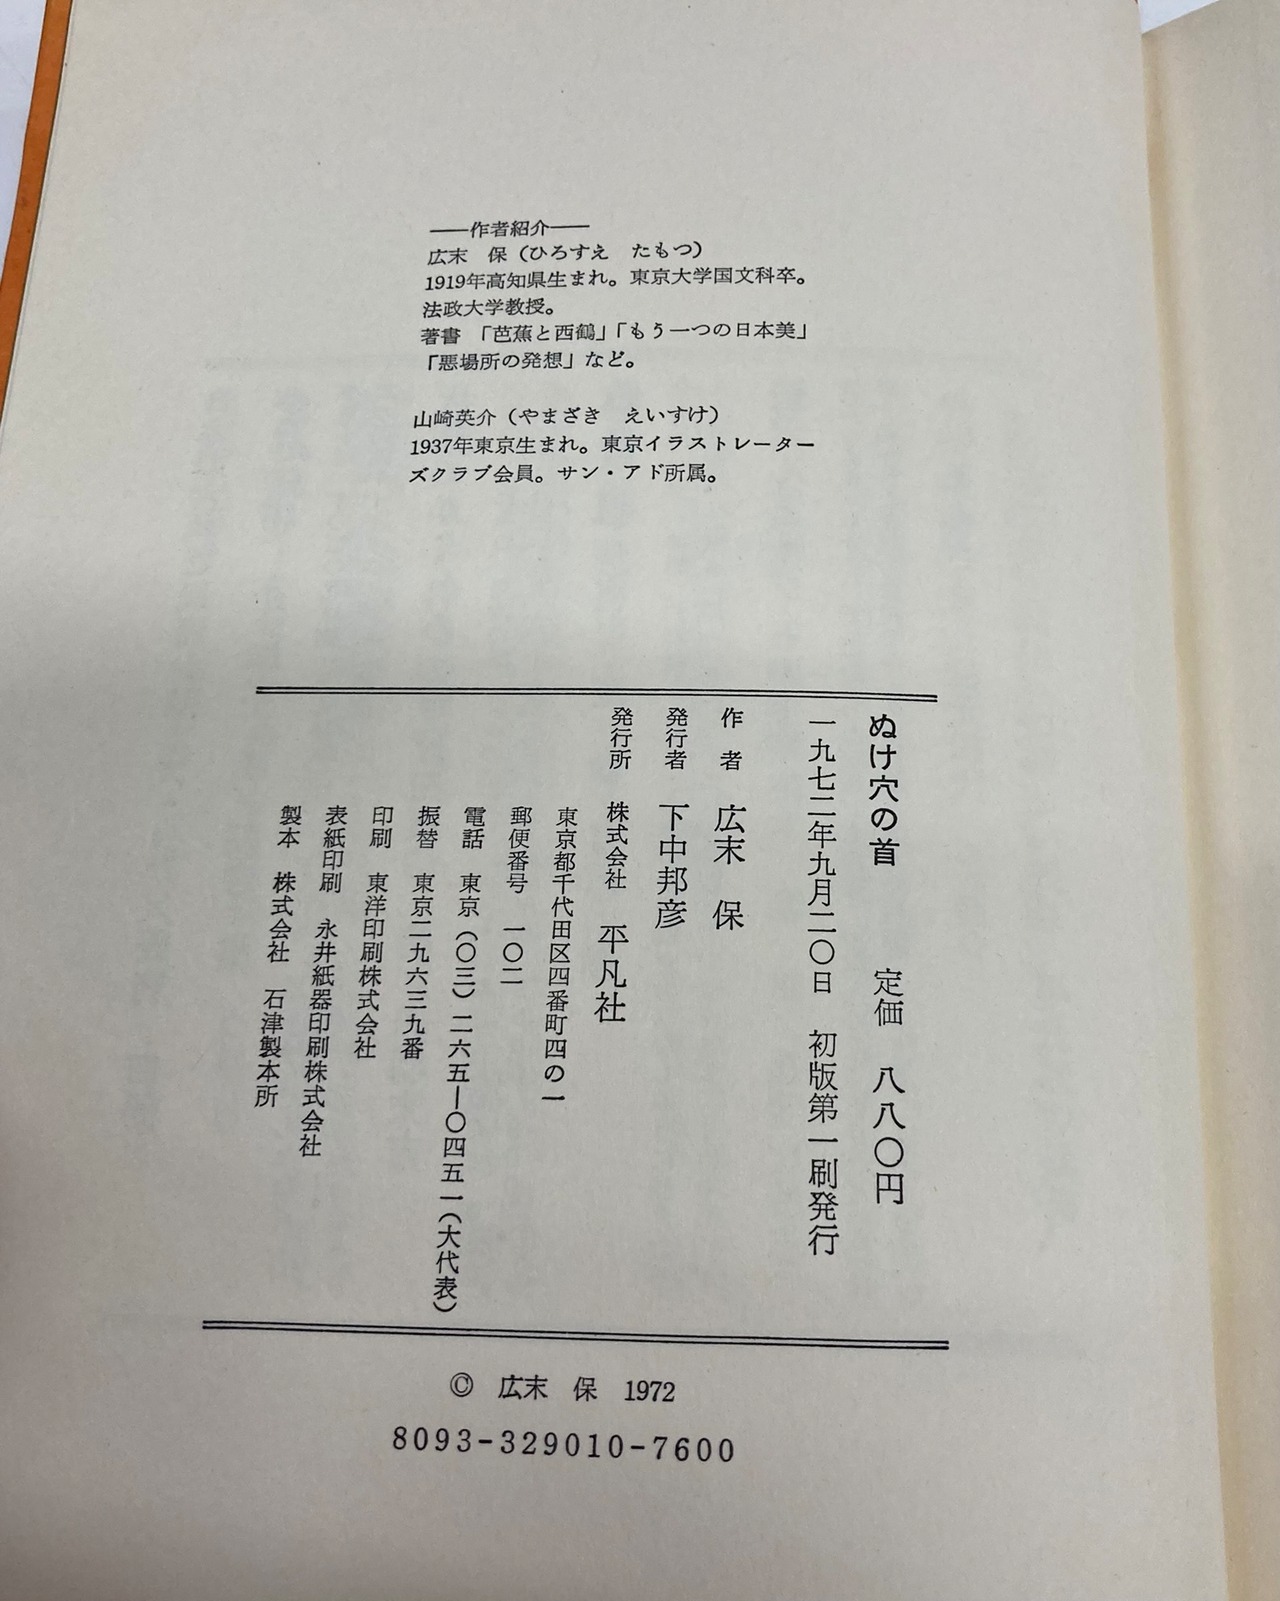 ――作者紹介――
広末　保（ひろすえ　たもつ）
1919年高知県生まれ。東京大学国文科卒。
法政大学教授。
著書　「芭蕉と西鶴」「もう一つの日本美」
「悪場所の発想」など。
山崎英介（やまざき　えいすけ）
1937年東京生まれ。東京イラストレーター
ズクラブ会員。サン・アド所属。
ぬけ穴の首　定価　八八〇円
一九七二年九月二〇日　初版第一刷発行
作　者　広末　保
発行者　下中邦彦
発行所　株式会社　平凡社
東京都千代田区四番町四の一
郵便番号　一〇二
電話　東京（〇三）二六五―〇四五一（大代表）
振替　東京二九六三九番
印刷　東洋印刷株式会社
表紙印刷　永井紙器印刷株式会社
製本　株式会社　石津製本所
©　広末　保　1972
8093-329010-7600